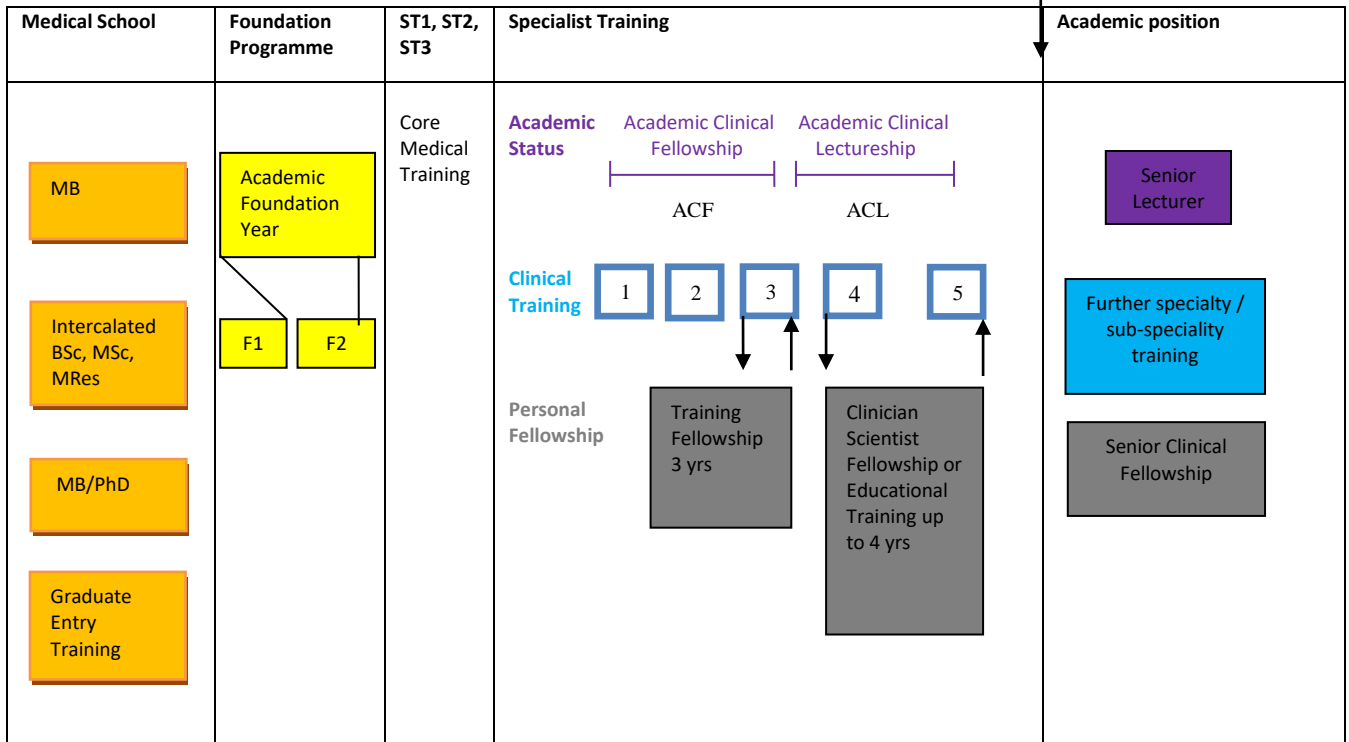 Medical School
Foundation
Programme
ST1, ST2,
ST3
Specialist Training
Academic position
MB
Intercalated
BSc, MSc,
MRes
MB/PhD
Graduate
Entry
Training
Academic
Foundation
Year
F1
F2
Core
Medical
Training
Academic
Status
Academic Clinical
Fellowship
Academic Clinical
Lectureship
ACF
ACL
Clinical
Training
1
2
3
4
5
Personal
Fellowship
Training
Fellowship
3 yrs
Clinician
Scientist
Fellowship or
Educational
Training up
to 4 yrs
Senior
Lecturer
Further specialty /
sub-speciality
training
Senior Clinical
Fellowship